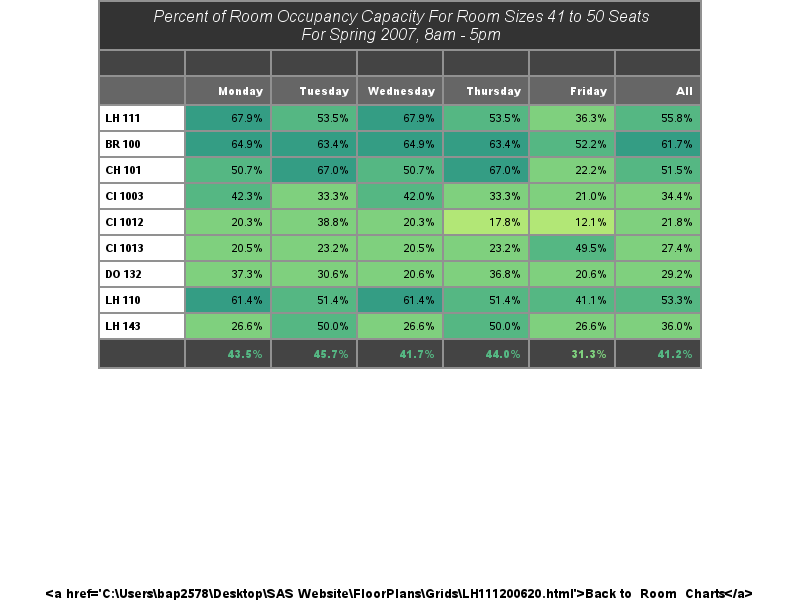 Percent of Room Occupancy Capacity For Room Sizes 41 to 50 Seats
For Spring 2007, 8am - 5pm
Monday Tuesday Wednesday Thursday Friday All
LH 111 67.9% 53.5% 67.9% 53.5% 36.3% 55.8%
BR 100 64.9% 63.4% 64.9% 63.4% 52.2% 61.7%
CH 101 50.7% 67.0% 50.7% 67.0% 22.2% 51.5%
CI 1003 42.3% 33.3% 42.0% 33.3% 21.0% 34.4%
CI 1012 20.3% 38.8% 20.3% 17.8% 12.1% 21.8%
CI 1013 20.5% 23.2% 20.5% 23.2% 49.5% 27.4%
DO 132 37.3% 30.6% 20.6% 36.8% 20.6% 29.2%
LH 110 61.4% 51.4% 61.4% 51.4% 41.1% 53.3%
LH 143 26.6% 50.0% 26.6% 50.0% 26.6% 36.0%
43.5% 45.7% 41.7% 44.0% 31.3% 41.2%
<a href='C:\Users\bap2578\Desktop\SAS Website\FloorPlans\Grids\LH111200620.html'>Back to Room Charts</a>